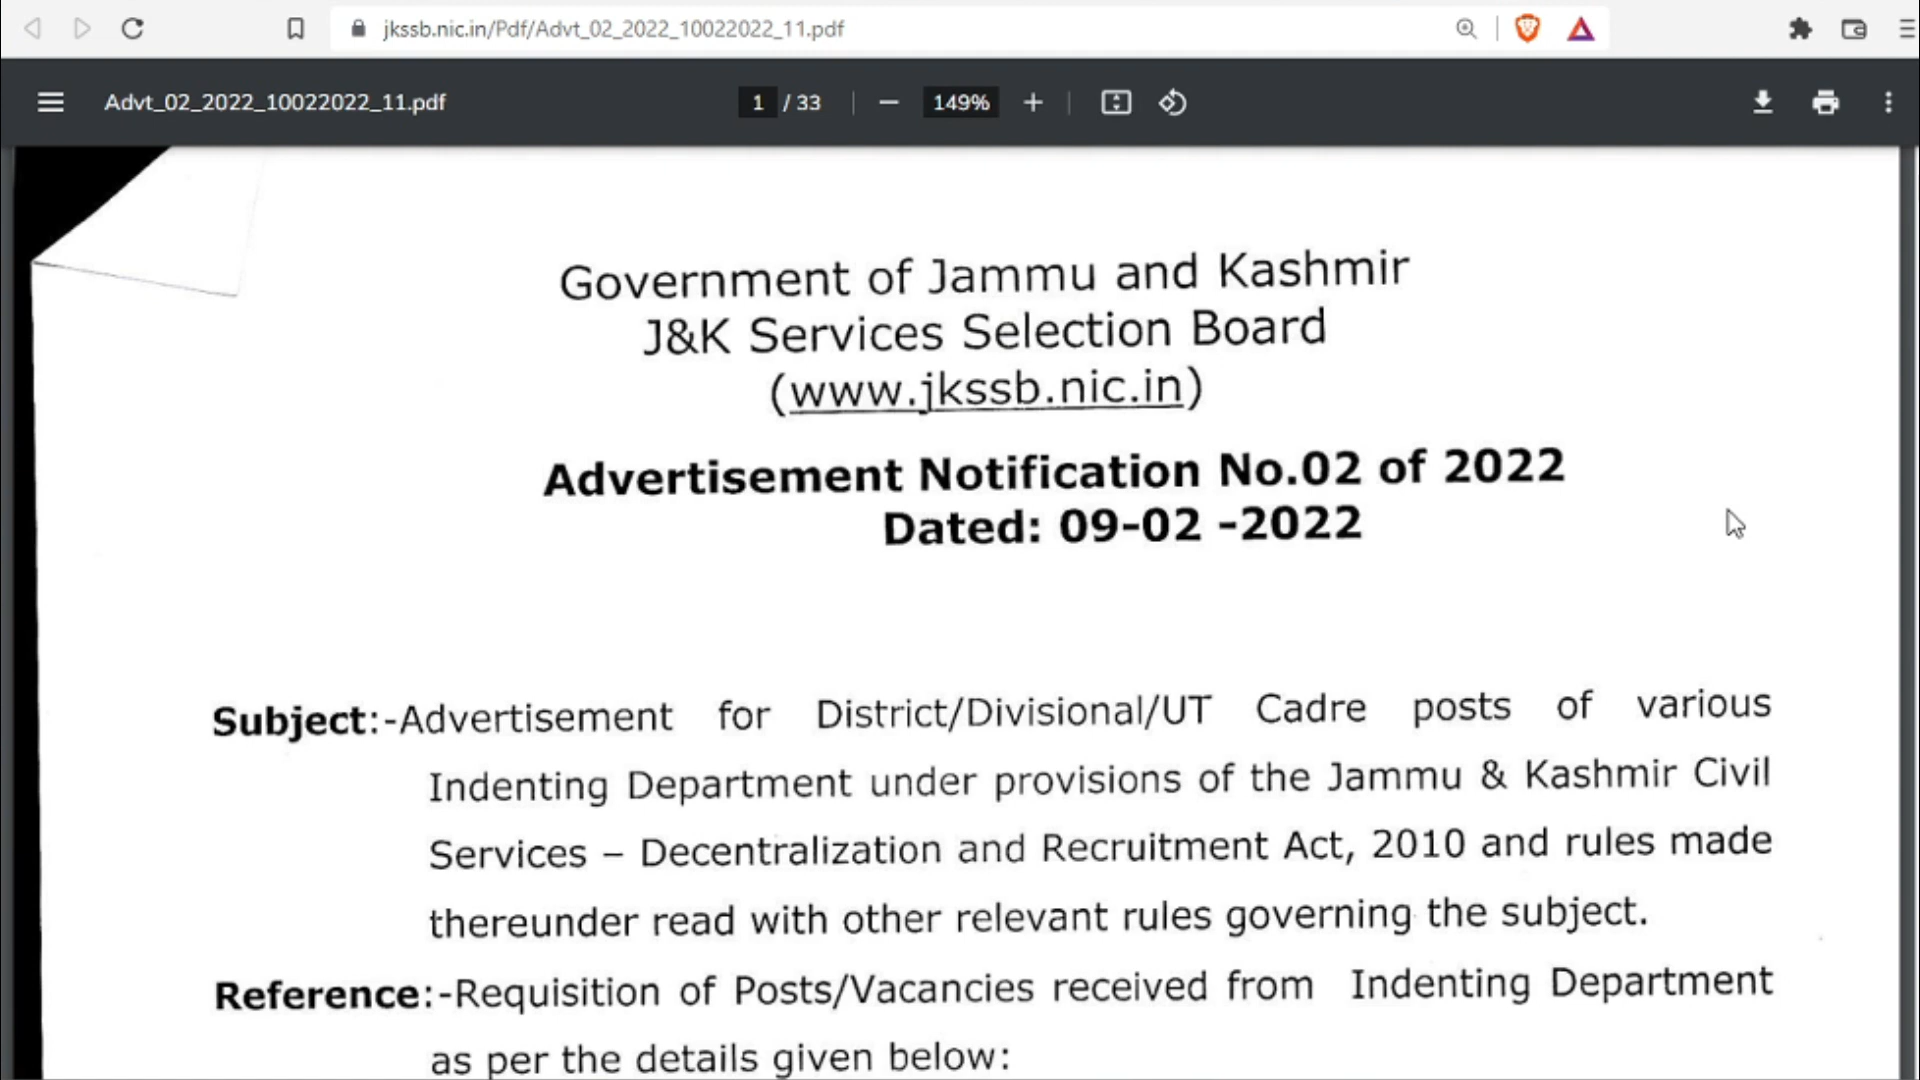 jkssb.nic.in/Pdf/Advt_02_2022_10022022_11.pdf
Advt_02_2022_10022022_11.pdf
1 / 33
149%
Government of Jammu and Kashmir
J&K Services Selection Board
(www.jkssb.nic.in)
Advertisement Notification No.02 of 2022
Dated: 09-02 -2022
Subject:-Advertisement for District/Divisional/UT Cadre posts of various
Indenting Department under provisions of the Jammu & Kashmir Civil
Services – Decentralization and Recruitment Act, 2010 and rules made
thereunder read with other relevant rules governing the subject.
Reference:-Requisition of Posts/Vacancies received from Indenting Department
as per the details given below: